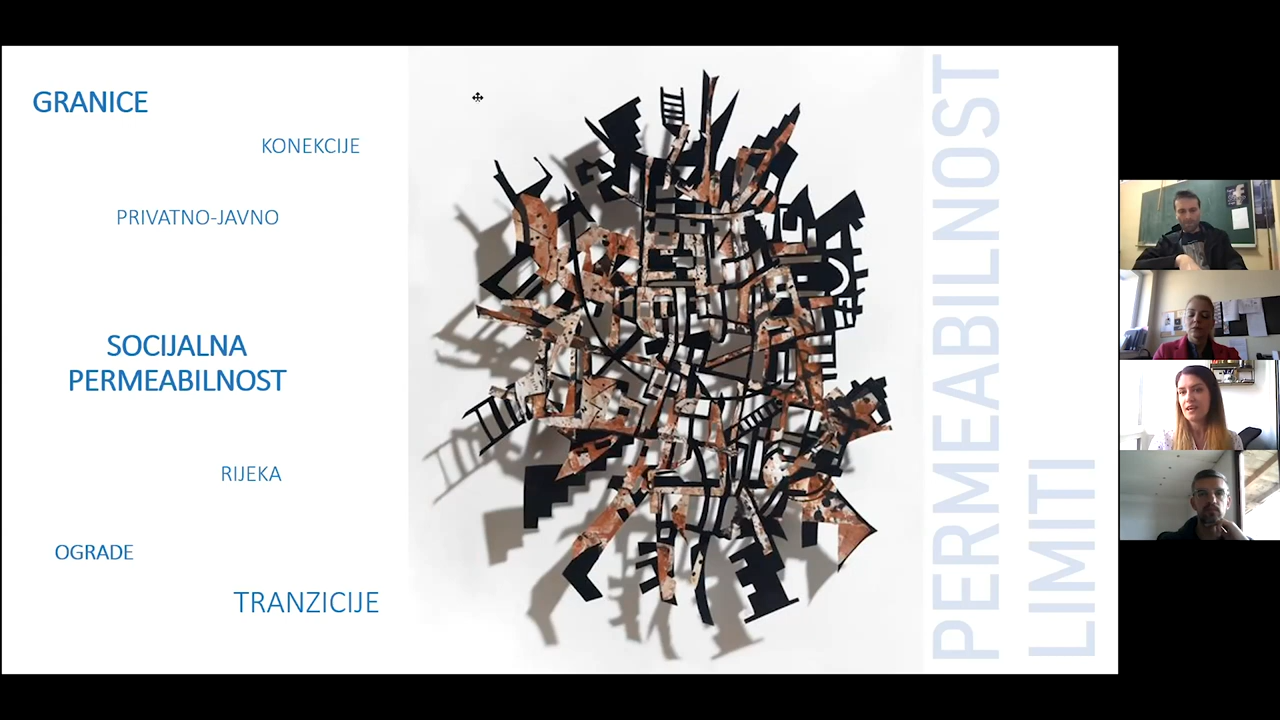 GRANICE
KONEKCIJE
PRIVATNO-JAVNO
SOCIJALNA
PERMEABILNOST
RIJEKA
OGRADE
TRANZICIJE
PERMEABILNOST
LIMITI